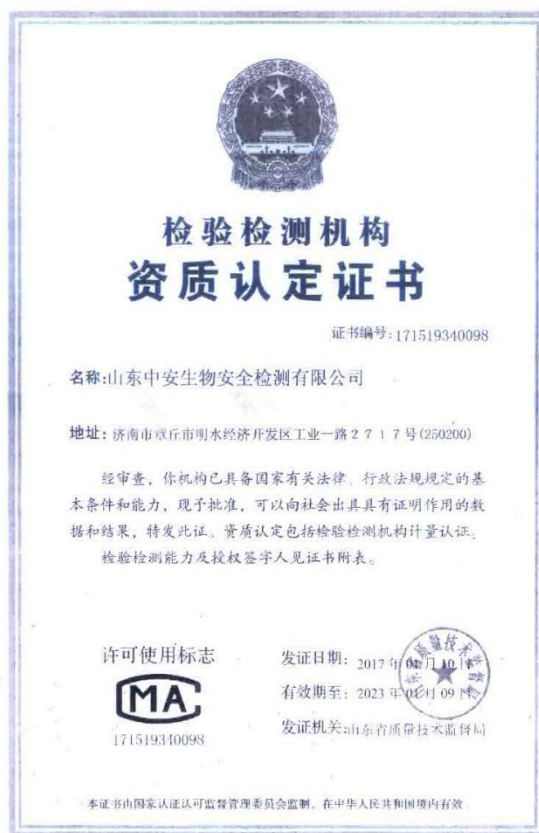 检验检测机构
资质认定证书
证书编号:171519340098
名称:山东中安生物安全检测有限公司
地址: 济南市章丘市明水经济开发区工业一路２７１７号(250200)
经审查，你机构已具备国家有关法律、行政法规规定的基
本条件和能力，现予批准，可以向社会出具具有证明作用的数
据和结果，特发此证。资质认定包括检验检测机构计量认证。
检验检测能力及授权签字人见证书附表。
许可使用标志
MA
171519340098
发证日期: 2017 年 月 10
有效期至: 2023 年 月 09
发证机关:山东省质量技术监督局
本证书由国家认证认可监督管理委员会监制，在中华人民共和国境内有效